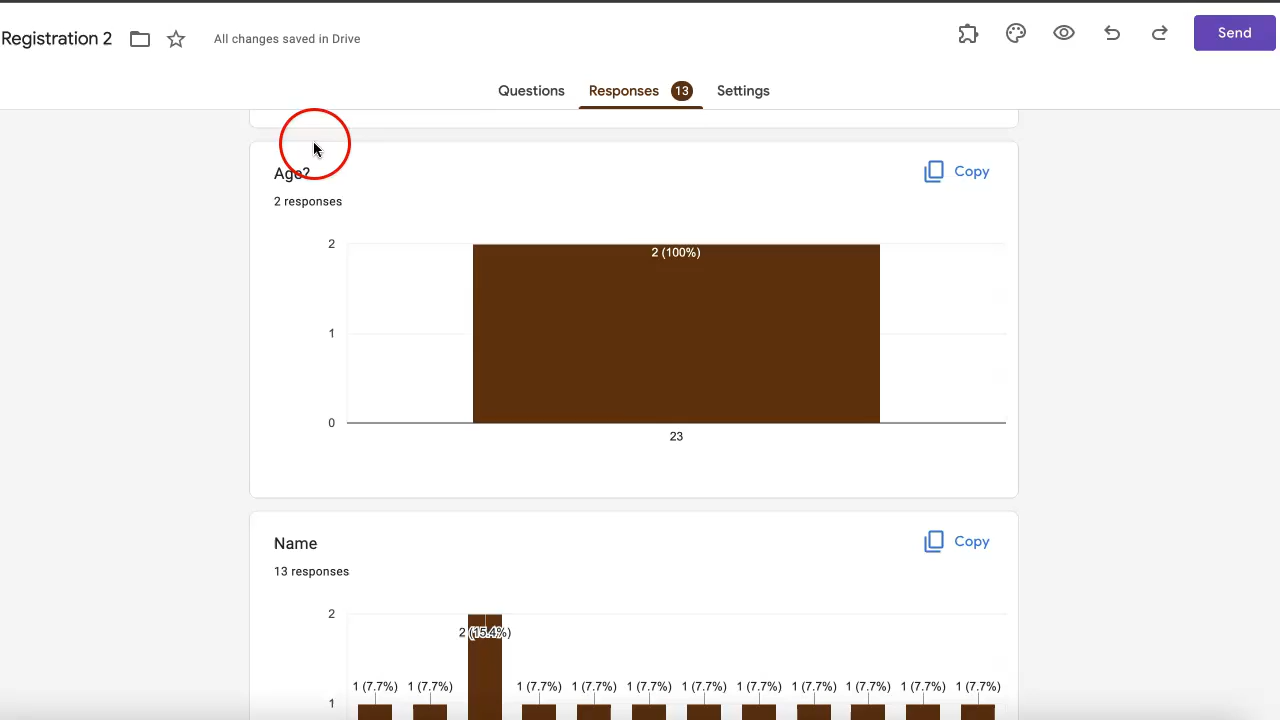 Registration 2
All changes saved in Drive
Send
Questions
Responses 13
Settings
Age?
Copy
2 responses
2
2 (100%)
1
0
23
Name
Copy
13 responses
2
2 (15.4%)
1 (7.7%) 1 (7.7%) 1 (7.7%) 1 (7.7%) 1 (7.7%) 1 (7.7%) 1 (7.7%) 1 (7.7%) 1 (7.7%) 1 (7.7%) 1 (7.7%)
1